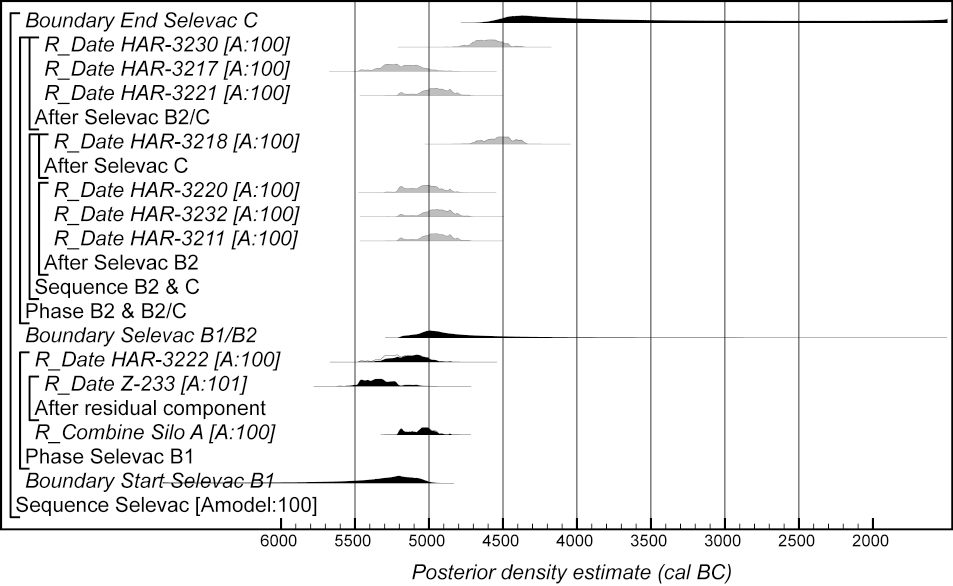 Boundary End Selevac C
R_Date HAR-3230 [A:100]
R_Date HAR-3217 [A:100]
R_Date HAR-3221 [A:100]
After Selevac B2/C
R_Date HAR-3218 [A:100]
After Selevac C
R_Date HAR-3220 [A:100]
R_Date HAR-3232 [A:100]
R_Date HAR-3211 [A:100]
After Selevac B2
Sequence B2 & C
Phase B2 & B2/C
Boundary Selevac B1/B2
R_Date HAR-3222 [A:100]
R_Date Z-233 [A:101]
After residual component
R_Combine Silo A [A:100]
Phase Selevac B1
Boundary Start Selevac B1
Sequence Selevac [Amodel:100]
6000 5500 5000 4500 4000 3500 3000 2500 2000
Posterior density estimate (cal BC)